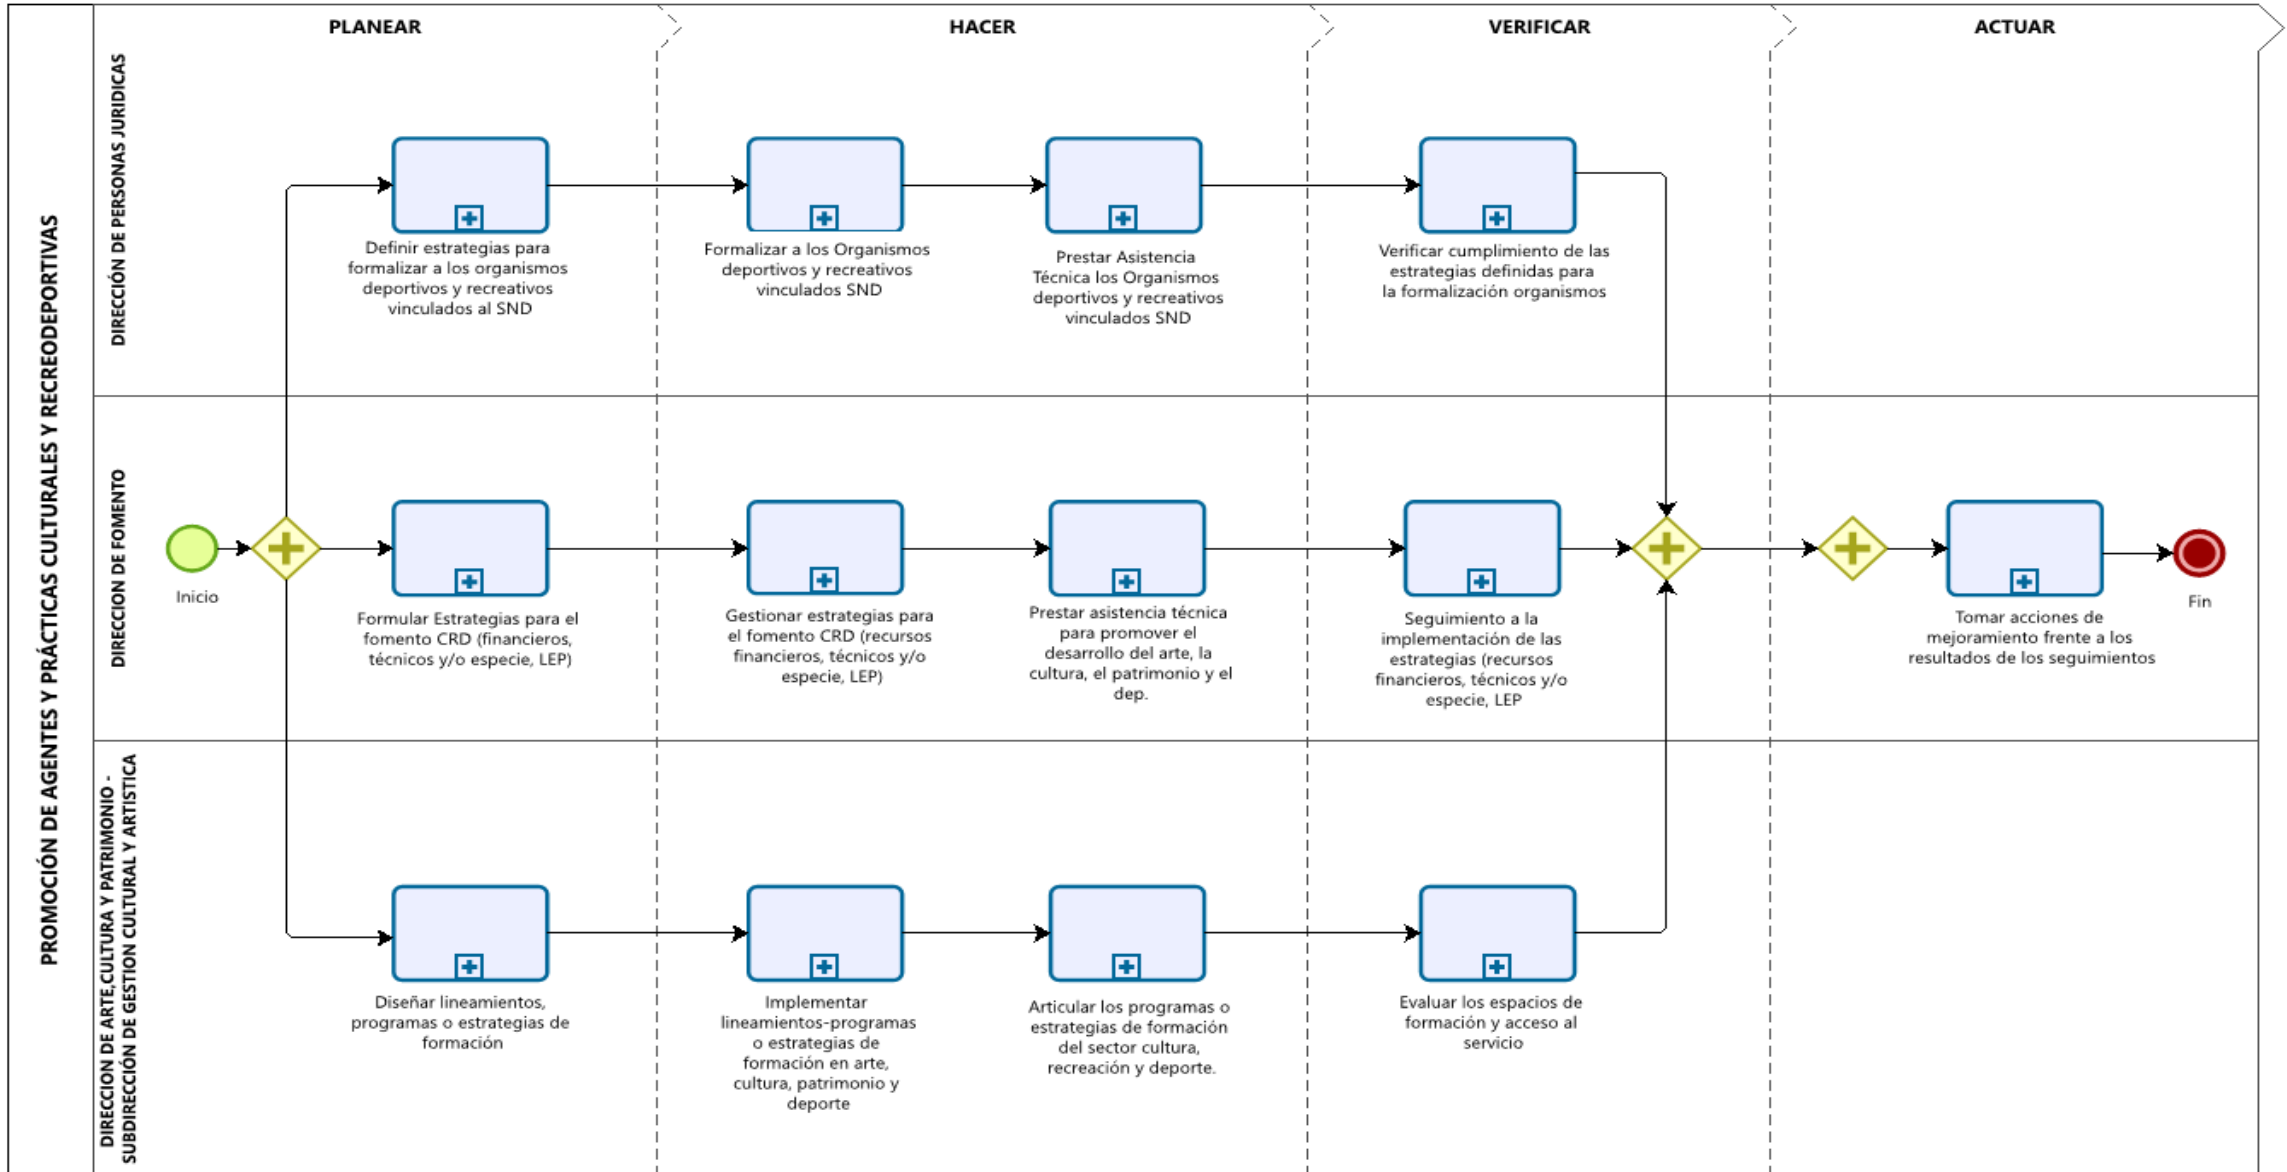 PROMOCIÓN DE AGENTES Y PRÁCTICAS CULTURALES Y RECREODEPORTIVAS
PLANEAR
HACER
VERIFICAR
ACTUAR
DIRECCIÓN DE PERSONAS JURIDICAS
Definir estrategias para
formalizar a los organismos
deportivos y recreativos
vinculados al SND
Formalizar a los Organismos
deportivos y recreativos
vinculados SND
Prestar Asistencia
Técnica los Organismos
deportivos y recreativos
vinculados SND
Verificar cumplimiento de las
estrategias definidas para
la formalización organismos
DIRECCION DE FOMENTO
Inicio
Formular Estrategias para el
fomento CRD (financieros,
técnicos y/o especie, LEP)
Gestionar estrategias para
el fomento CRD (recursos
financieros, técnicos y/o
especie, LEP)
Prestar asistencia técnica
para promover el
desarrollo del arte, la
cultura, el patrimonio y el
dep.
Seguimiento a la
implementación de las
estrategias (recursos
financieros, técnicos y/o
especie, LEP
Tomar acciones de
mejoramiento frente a los
resultados de los seguimientos
Fin
DIRECCION DE ARTE,CULTURA Y PATRIMONIO -
SUBDIRECCIÓN DE GESTION CULTURAL Y ARTISTICA
Diseñar lineamientos,
programas o estrategias de
formación
Implementar
lineamientos-programas
o estrategias de
formación en arte,
cultura, patrimonio y
deporte
Articular los programas o
estrategias de formación
del sector cultura,
recreación y deporte.
Evaluar los espacios de
formación y acceso al
servicio